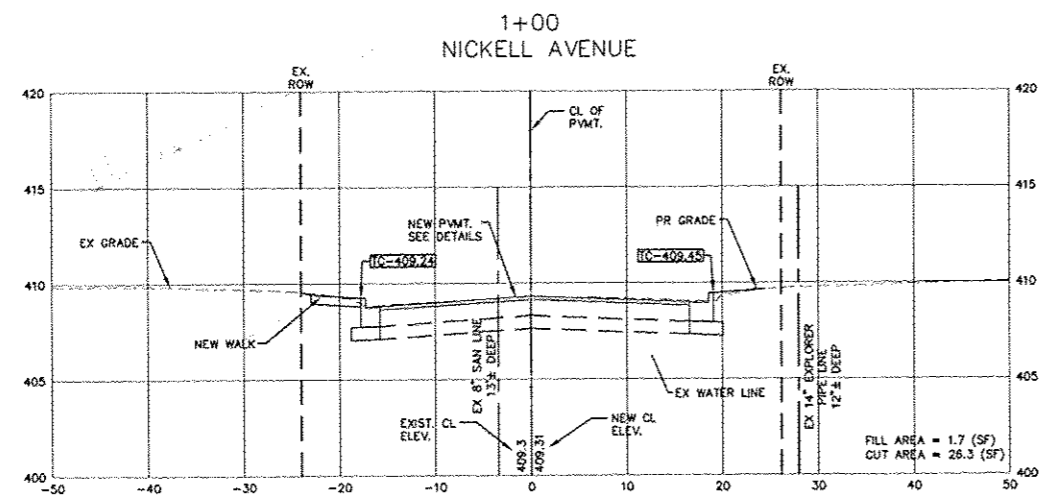 1+00
NICKELL AVENUE
EX.
ROW
EX.
ROW
420
420
CL OF
PVMT.
415
415
EX GRADE
NEW PVMT.
SEE DETAILS
PR GRADE
TC-409.24
TC-409.45
410
410
NEW WALK
EX 8" SAN LINE
13'± DEEP
EX WATER LINE
EX 14" EXPLORER
PIPE LINE
12'± DEEP
405
405
EXIST. CL
ELEV.
409.3
409.31
NEW CL
ELEV.
FILL AREA = 1.7 (SF)
CUT AREA = 26.3 (SF)
400
400
-50 -40 -30 -20 -10 0 10 20 30 40 50